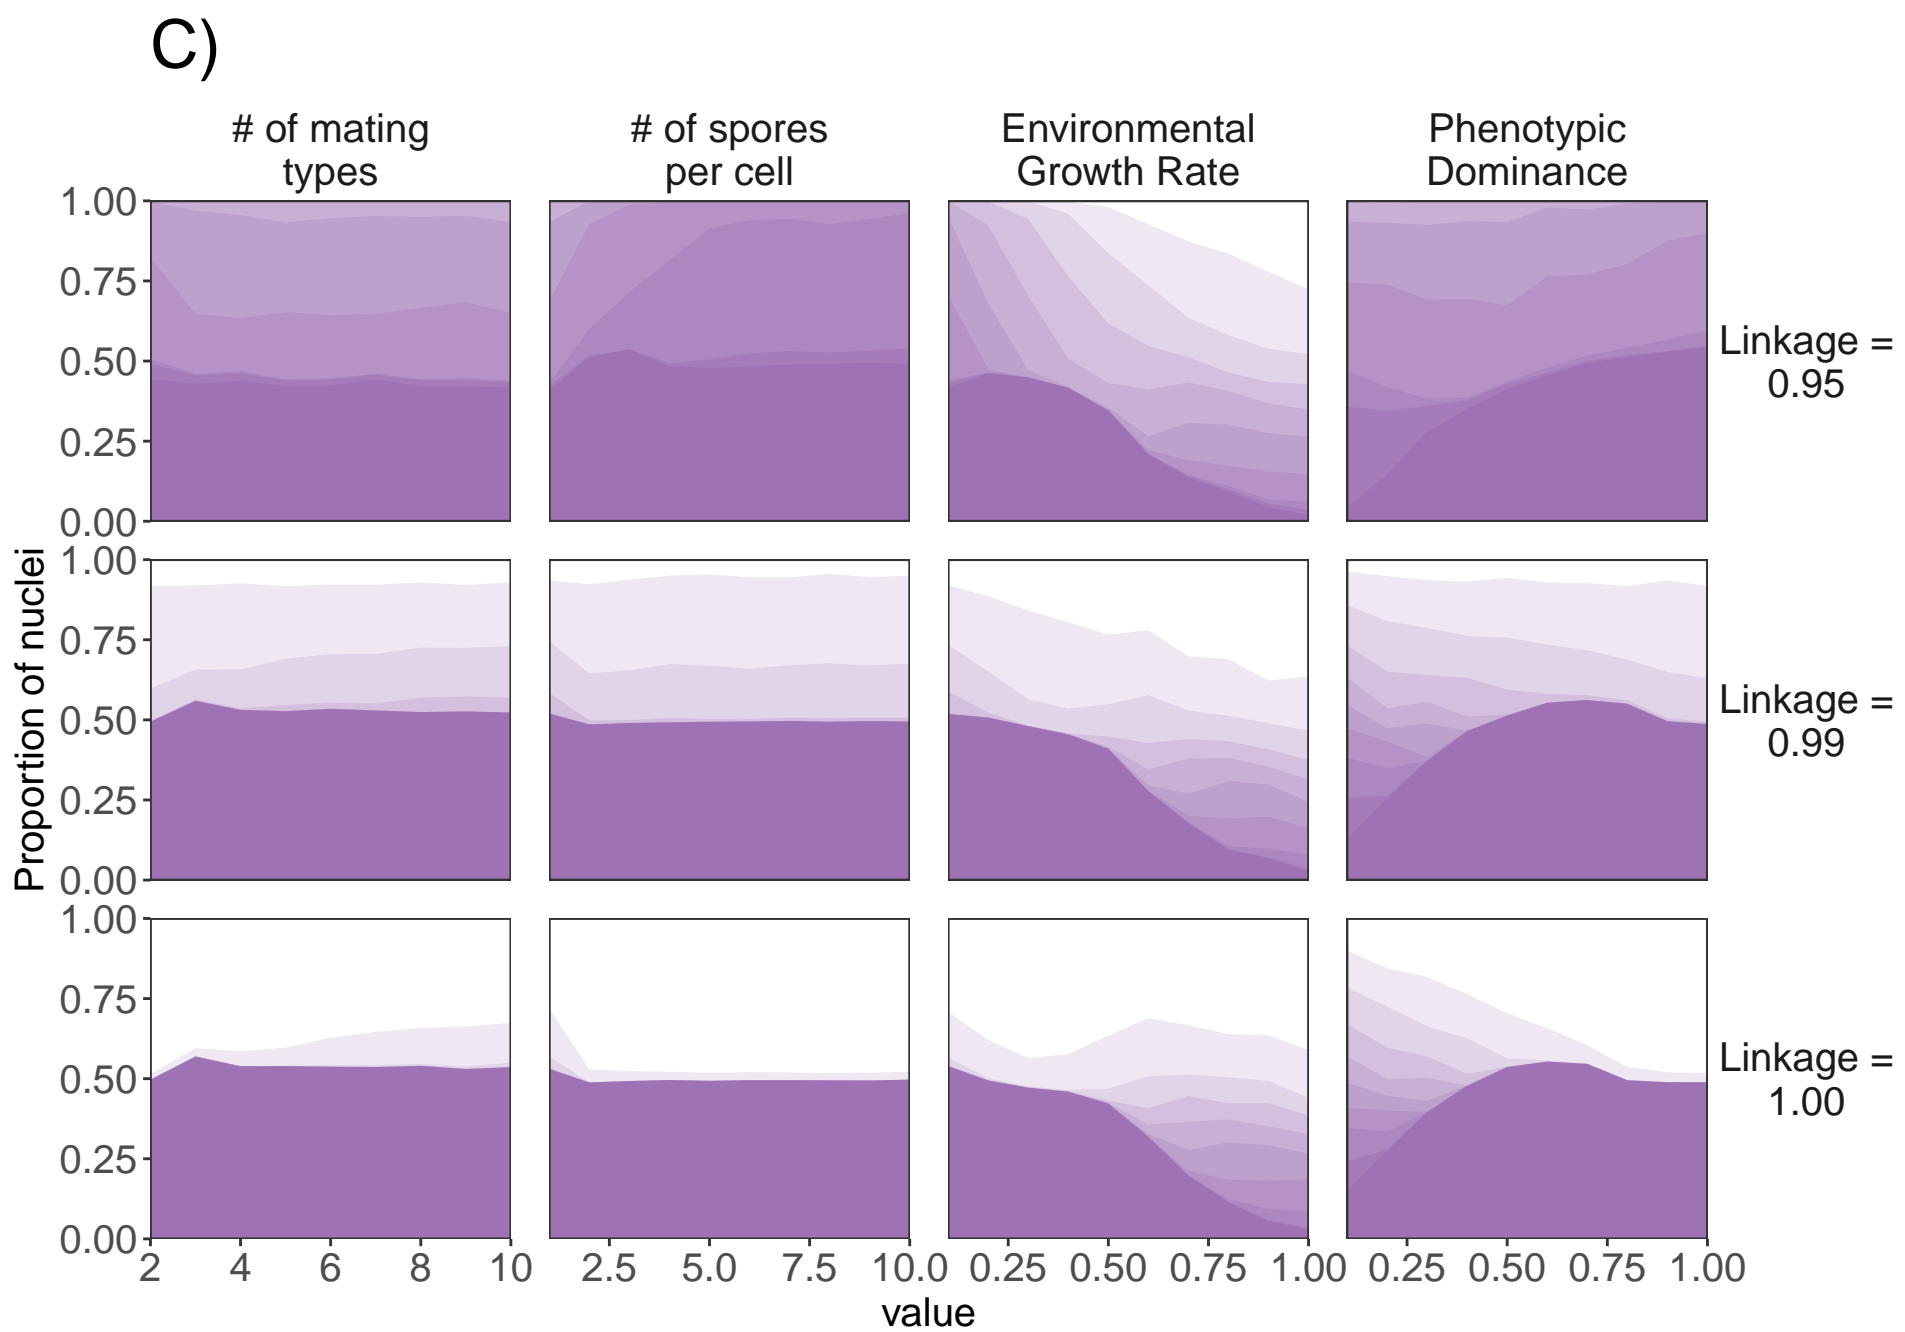 C)
# of mating
types
# of spores
per cell
Environmental
Growth Rate
Phenotypic
Dominance
1.00
0.75
0.50
0.25
0.00
Linkage =
0.95
Proportion of nuclei
1.00
0.75
0.50
0.25
0.00
Linkage =
0.99
1.00
0.75
0.50
0.25
0.00
Linkage =
1.00
2 4 6 8 10
2.5 5.0 7.5 10.0
0.25 0.50 0.75 1.00
0.25 0.50 0.75 1.00
value